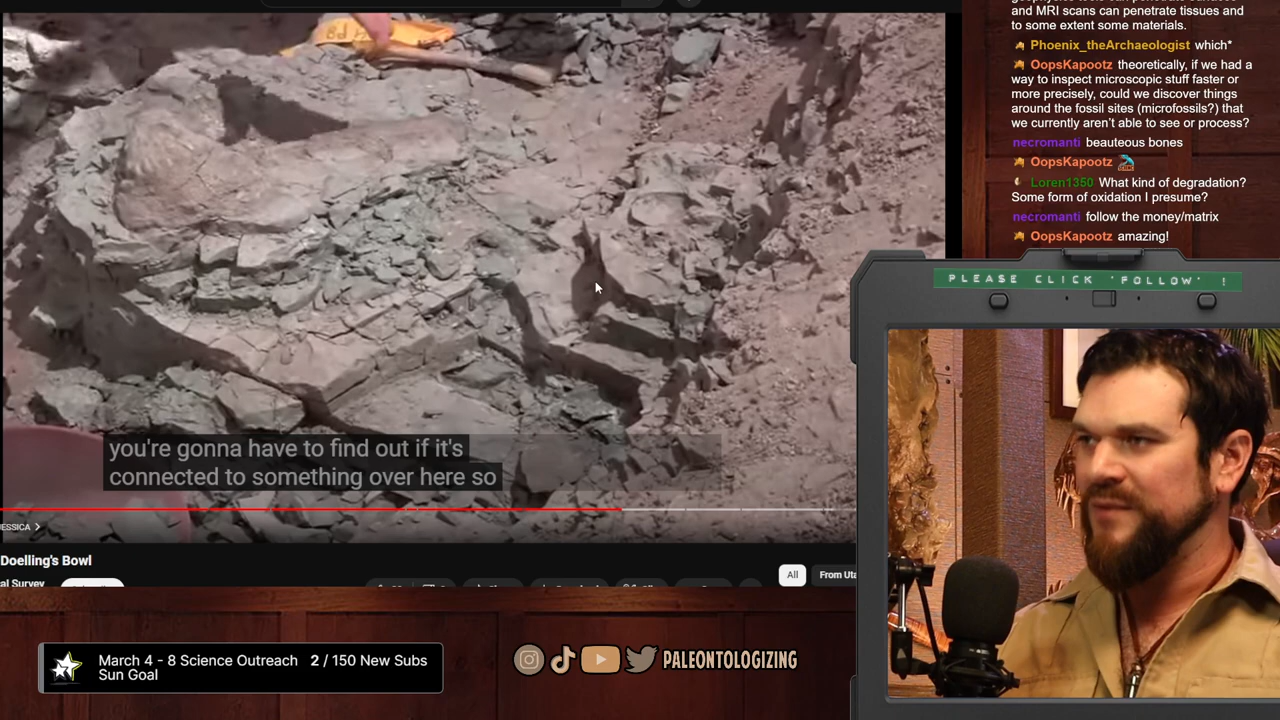 and MRI scans can penetrate tissues and
to some extent some materials.
Phoenix_theArchaeologist which*
OopsKapootz theoretically, if we had a
way to inspect microscopic stuff faster or
more precisely, could we discover things
around the fossil sites (microfossils?) that
we currently aren't able to see or process?
necromanti beauteous bones
OopsKapootz
Loren1350 What kind of degradation?
Some form of oxidation I presume?
necromanti follow the money/matrix
OopsKapootz amazing!
PLEASE CLICK 'FOLLOW' !
you're gonna have to find out if it's
connected to something over here so
ESSICA
Doelling's Bowl
al Survey
All
From Uta
March 4 - 8 Science Outreach 2 / 150 New Subs
Sun Goal
PALEONTOLOGIZING